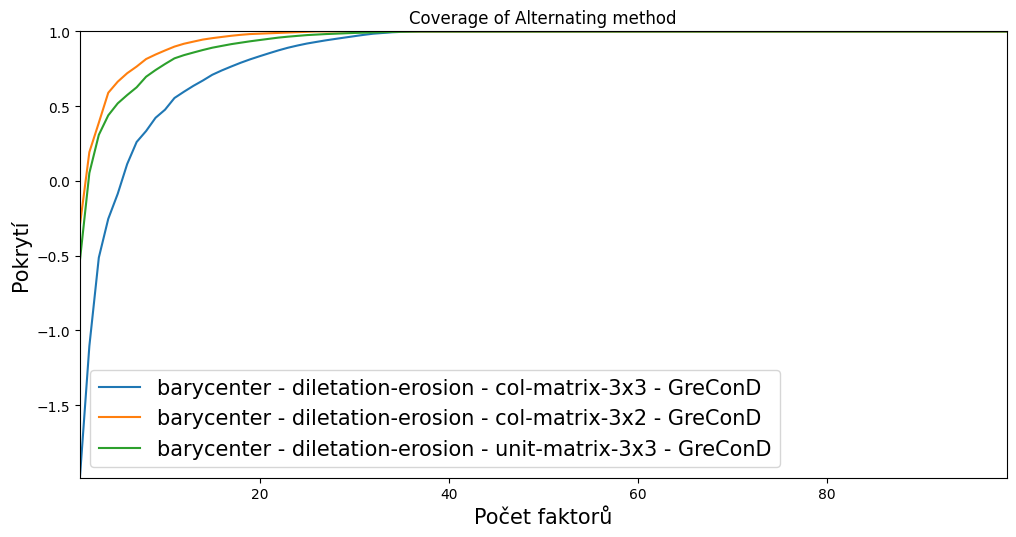 Coverage of Alternating method
1.0
0.5
0.0
−0.5
−1.0
−1.5
Pokrytí
barycenter - diletation-erosion - col-matrix-3x3 - GreConD
barycenter - diletation-erosion - col-matrix-3x2 - GreConD
barycenter - diletation-erosion - unit-matrix-3x3 - GreConD
20 40 60 80
Počet faktorů